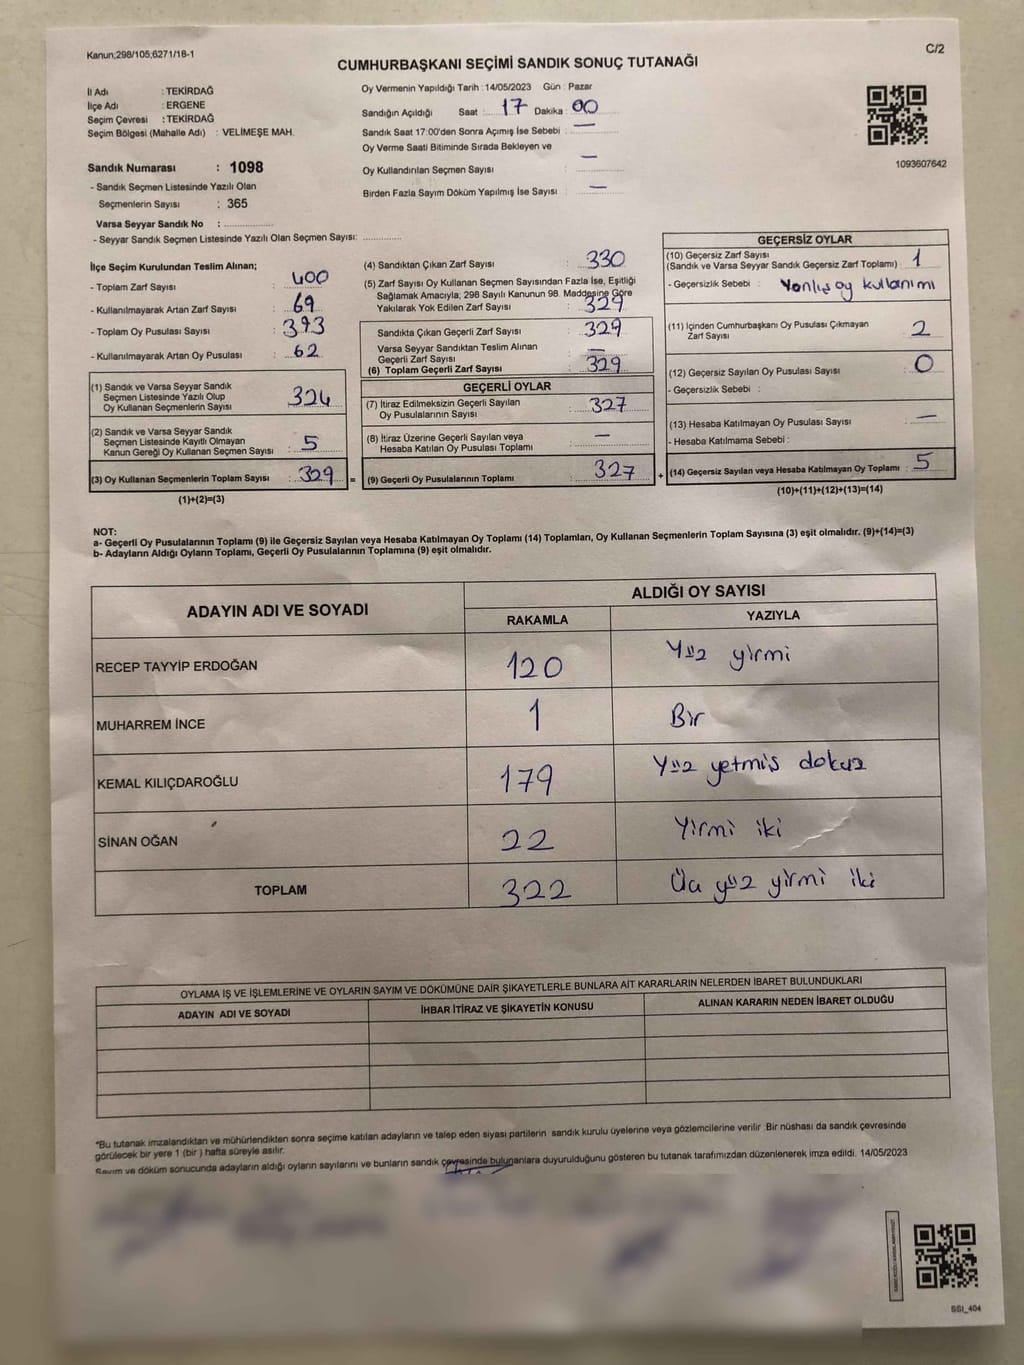 Kanun;298/105;6271/18-1
C/2
CUMHURBAŞKANI SEÇİMİ SANDIK SONUÇ TUTANAĞI
İl Adı : TEKİRDAĞ
İlçe Adı : ERGENE
Seçim Çevresi : TEKİRDAĞ
Seçim Bölgesi (Mahalle Adı) : VELİMEŞE MAH.
Sandık Numarası : 1098
- Sandık Seçmen Listesinde Yazılı Olan
Seçmenlerin Sayısı : 365
Varsa Seyyar Sandık No :
- Seyyar Sandık Seçmen Listesinde Yazılı Olan Seçmen Sayısı:
Oy Vermenin Yapıldığı Tarih : 14/05/2023 Gün : Pazar
Sandığın Açıldığı Saat : 17 Dakika : 00
Sandık Saat 17:00'den Sonra Açımış İse Sebebi : —
Oy Verme Saati Bitiminde Sırada Bekleyen ve
Oy Kullandırılan Seçmen Sayısı : —
Birden Fazla Sayım Döküm Yapılmış İse Sayısı : —
1093607642
İlçe Seçim Kurulundan Teslim Alınan;
- Toplam Zarf Sayısı : 400
- Kullanılmayarak Artan Zarf Sayısı : 69
- Toplam Oy Pusulası Sayısı : 393
- Kullanılmayarak Artan Oy Pusulası : 62
(1) Sandık ve Varsa Seyyar Sandık
Seçmen Listesinde Yazılı Olup
Oy Kullanan Seçmenlerin Sayısı : 324
(2) Sandık ve Varsa Seyyar Sandık
Seçmen Listesinde Kayıtlı Olmayan
Kanun Gereği Oy Kullanan Seçmen Sayısı : 5
(3) Oy Kullanan Seçmenlerin Toplam Sayısı : 329 =
(1)+(2)=(3)
(4) Sandıktan Çıkan Zarf Sayısı : 330
(5) Zarf Sayısı Oy Kullanan Seçmen Sayısından Fazla İse, Eşitliği
Sağlamak Amacıyla; 298 Sayılı Kanunun 98. Maddesine Göre
Yakılarak Yok Edilen Zarf Sayısı : 329
Sandıkta Çıkan Geçerli Zarf Sayısı : 329
Varsa Seyyar Sandıktan Teslim Alınan
Geçerli Zarf Sayısı : —
(6) Toplam Geçerli Zarf Sayısı : 329
GEÇERLİ OYLAR
(7) İtiraz Edilmeksizin Geçerli Sayılan
Oy Pusulalarının Sayısı : 327
(8) İtiraz Üzerine Geçerli Sayılan veya
Hesaba Katılan Oy Pusulası Toplamı : —
(9) Geçerli Oy Pusulalarının Toplamı : 327 +
GEÇERSİZ OYLAR
(10) Geçersiz Zarf Sayısı
(Sandık ve Varsa Seyyar Sandık Geçersiz Zarf Toplamı) : 1
- Geçersizlik Sebebi : Yanlış oy kullanımı
(11) İçinden Cumhurbaşkanı Oy Pusulası Çıkmayan
Zarf Sayısı : 2
(12) Geçersiz Sayılan Oy Pusulası Sayısı : 0
- Geçersizlik Sebebi :
(13) Hesaba Katılmayan Oy Pusulası Sayısı : —
- Hesaba Katılmama Sebebi :
(14) Geçersiz Sayılan veya Hesaba Katılmayan Oy Toplamı : 5
(10)+(11)+(12)+(13)=(14)
NOT:
a- Geçerli Oy Pusulalarının Toplamı (9) ile Geçersiz Sayılan veya Hesaba Katılmayan Oy Toplamı (14) Toplamları, Oy Kullanan Seçmenlerin Toplam Sayısına (3) eşit olmalıdır. (9)+(14)=(3)
b- Adayların Aldığı Oyların Toplamı, Geçerli Oy Pusulalarının Toplamına (9) eşit olmalıdır.
ADAYIN ADI VE SOYADI
ALDIĞI OY SAYISI
RAKAMLA YAZIYLA
RECEP TAYYİP ERDOĞAN 120 Yüz yirmi
MUHARREM İNCE 1 Bir
KEMAL KILIÇDAROĞLU 179 Yüz yetmis dokuz
SİNAN OĞAN 22 Yirmi iki
TOPLAM 322 Üç yüz yirmi iki
OYLAMA İŞ VE İŞLEMLERİNE VE OYLARIN SAYIM VE DÖKÜMÜNE DAİR ŞİKAYETLERLE BUNLARA AİT KARARLARIN NELERDEN İBARET BULUNDUKLARI
ADAYIN ADI VE SOYADI İHBAR İTİRAZ VE ŞİKAYETİN KONUSU ALINAN KARARIN NEDEN İBARET OLDUĞU
*Bu tutanak imzalandıktan ve mühürlendikten sonra seçime katılan adayların ve talep eden siyasi partilerin sandık kurulu üyelerine veya gözlemcilerine verilir. Bir nüshası da sandık çevresinde
görülecek bir yere 1 (bir ) hafta süreyle asılır.
Sayım ve döküm sonucunda adayların aldığı oyların sayılarını ve bunların sandık çevresinde bulunanlara duyurulduğunu gösteren bu tutanak tarafımızdan düzenlenerek imza edildi. 14/05/2023
SSI_404